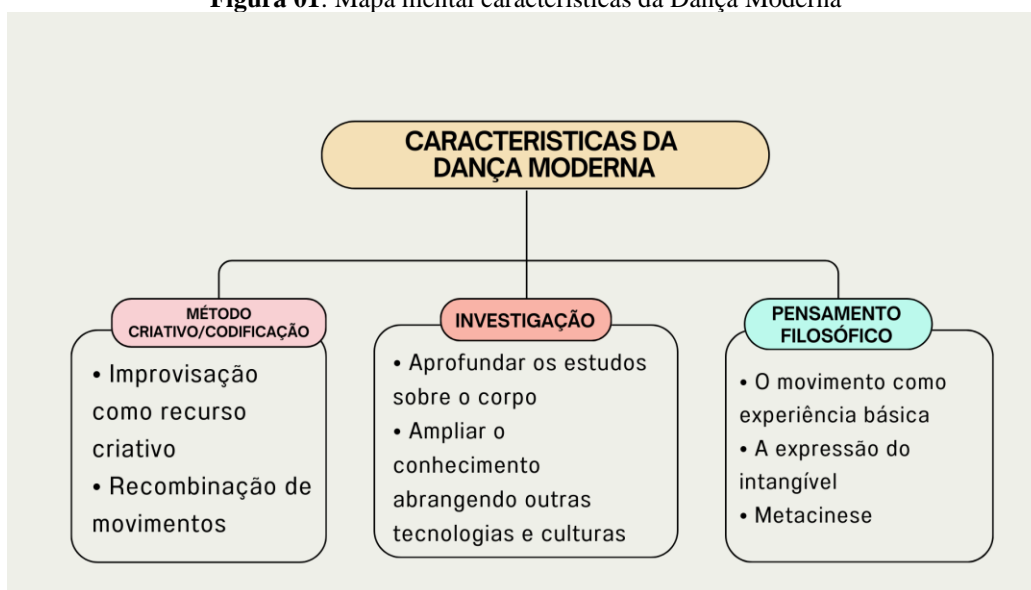 Figura 01: Mapa mental características da Dança Moderna
CARACTERISTICAS DA
DANÇA MODERNA
MÉTODO
CRIATIVO/CODIFICAÇÃO
• Improvisação
como recurso
criativo
• Recombinação de
movimentos
INVESTIGAÇÃO
• Aprofundar os estudos
sobre o corpo
• Ampliar o
conhecimento
abrangendo outras
tecnologias e culturas
PENSAMENTO
FILOSÓFICO
• O movimento como
experiência básica
• A expressão do
intangível
• Metacinese